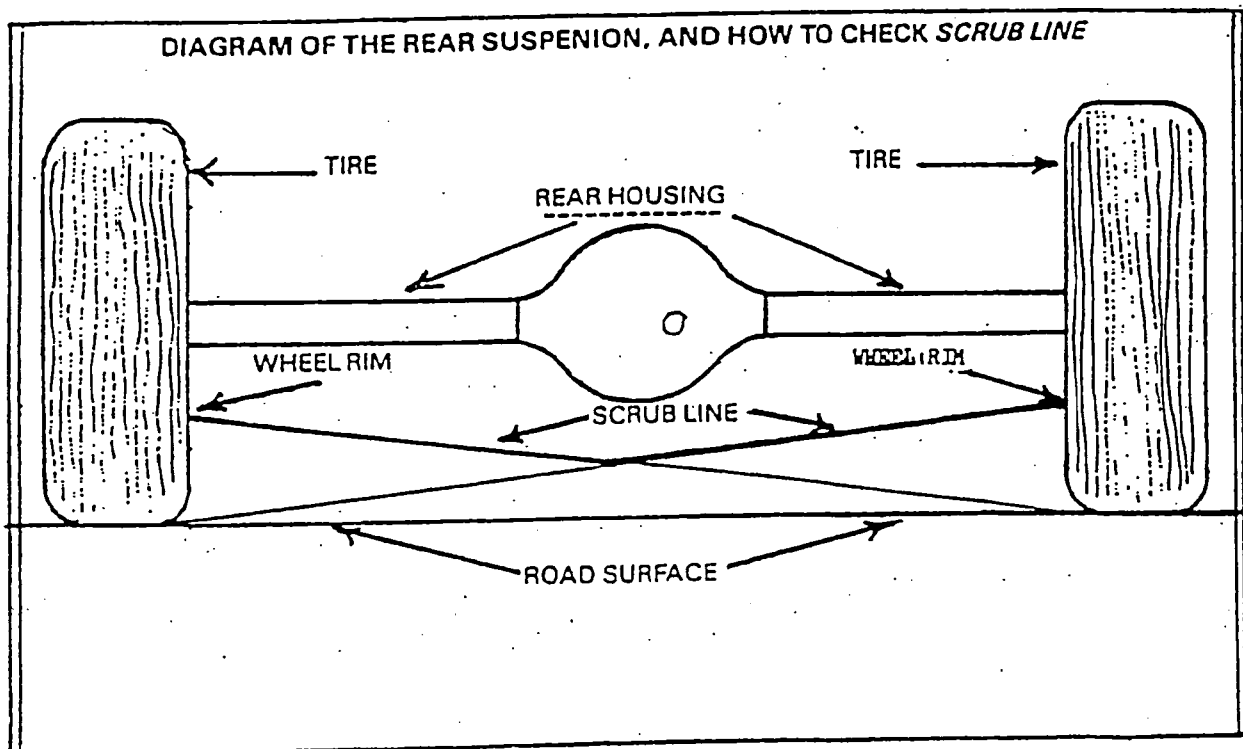 DIAGRAM OF THE REAR SUSPENION, AND HOW TO CHECK SCRUB LINE
TIRE
TIRE
REAR HOUSING
WHEEL RIM
WHEEL RIM
SCRUB LINE
ROAD SURFACE